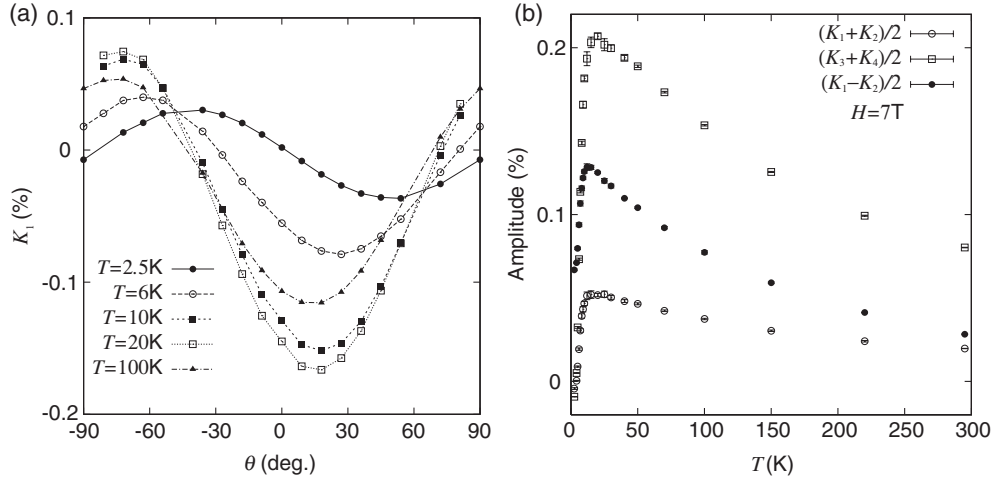 (a)
0.1
0
-0.1
-0.2
K₁ (%)
T=2.5K
T=6K
T=10K
T=20K
T=100K
-90 -60 -30 0 30 60 90
θ (deg.)
(b)
0.2
0.1
0
Amplitude (%)
(K₁+K₂)/2
(K₃+K₄)/2
(K₁−K₂)/2
H=7T
0 50 100 150 200 250 300
T (K)